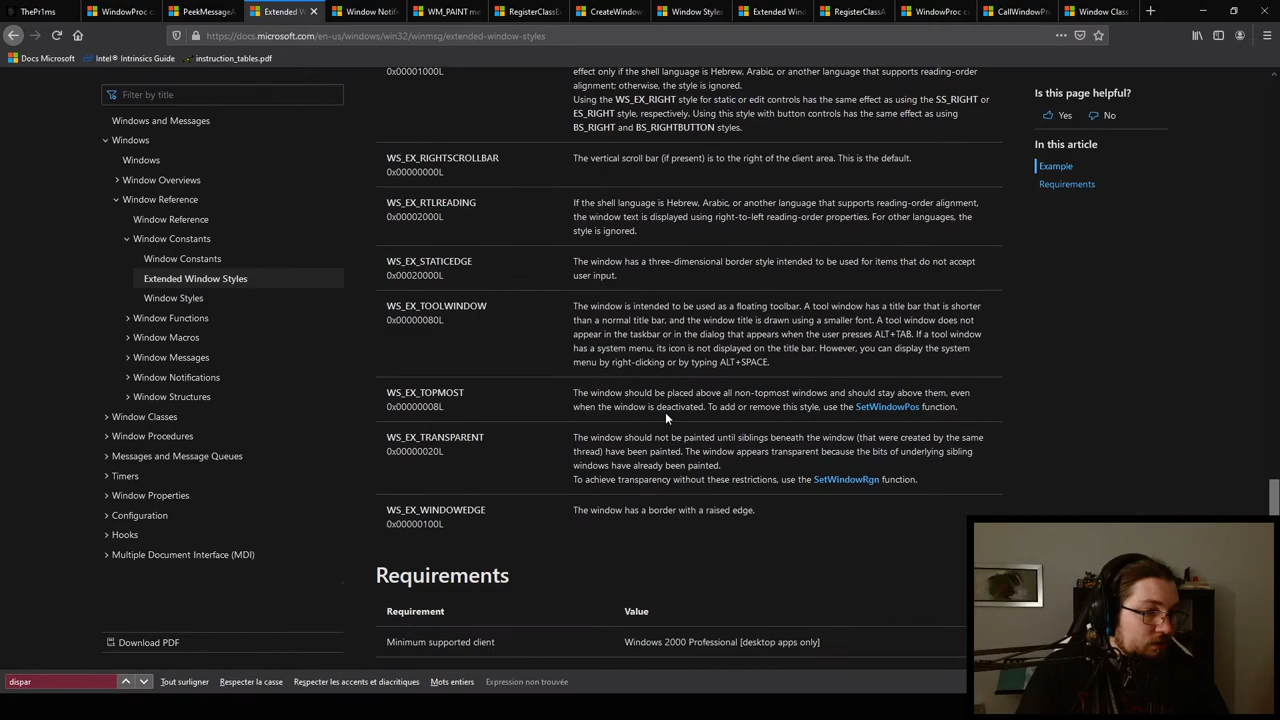 ThePr1ms
WindowProc c
PeekMessageA
Extended W
Window Notifi
WM_PAINT me
RegisterClassE
CreateWindow
Window Styles
Extended Wind
RegisterClassA
WindowProc c
CallWindowPr
Window Class
https://docs.microsoft.com/en-us/windows/win32/winmsg/extended-window-styles
Docs Microsoft
Intel® Intrinsics Guide
instruction_tables.pdf
Filter by title
Windows and Messages
Windows
Windows
Window Overviews
Window Reference
Window Reference
Window Constants
Window Constants
Extended Window Styles
Window Styles
Window Functions
Window Macros
Window Messages
Window Notifications
Window Structures
Window Classes
Window Procedures
Messages and Message Queues
Timers
Window Properties
Configuration
Hooks
Multiple Document Interface (MDI)
Download PDF
0x00001000L
effect only if the shell language is Hebrew, Arabic, or another language that supports reading-order
alignment; otherwise, the style is ignored.
Using the WS_EX_RIGHT style for static or edit controls has the same effect as using the SS_RIGHT or
ES_RIGHT style, respectively. Using this style with button controls has the same effect as using
BS_RIGHT and BS_RIGHTBUTTON styles.
WS_EX_RIGHTSCROLLBAR
0x00000000L
The vertical scroll bar (if present) is to the right of the client area. This is the default.
WS_EX_RTLREADING
0x00002000L
If the shell language is Hebrew, Arabic, or another language that supports reading-order alignment,
the window text is displayed using right-to-left reading-order properties. For other languages, the
style is ignored.
WS_EX_STATICEDGE
0x00020000L
The window has a three-dimensional border style intended to be used for items that do not accept
user input.
WS_EX_TOOLWINDOW
0x00000080L
The window is intended to be used as a floating toolbar. A tool window has a title bar that is shorter
than a normal title bar, and the window title is drawn using a smaller font. A tool window does not
appear in the taskbar or in the dialog that appears when the user presses ALT+TAB. If a tool window
has a system menu, its icon is not displayed on the title bar. However, you can display the system
menu by right-clicking or by typing ALT+SPACE.
WS_EX_TOPMOST
0x00000008L
The window should be placed above all non-topmost windows and should stay above them, even
when the window is deactivated. To add or remove this style, use the SetWindowPos function.
WS_EX_TRANSPARENT
0x00000020L
The window should not be painted until siblings beneath the window (that were created by the same
thread) have been painted. The window appears transparent because the bits of underlying sibling
windows have already been painted.
To achieve transparency without these restrictions, use the SetWindowRgn function.
WS_EX_WINDOWEDGE
0x00000100L
The window has a border with a raised edge.
Requirements
Requirement
Value
Minimum supported client
Windows 2000 Professional [desktop apps only]
Is this page helpful?
Yes
No
In this article
Example
Requirements
dispar
Tout surligner
Respecter la casse
Respecter les accents et diacritiques
Mots entiers
Expression non trouvée